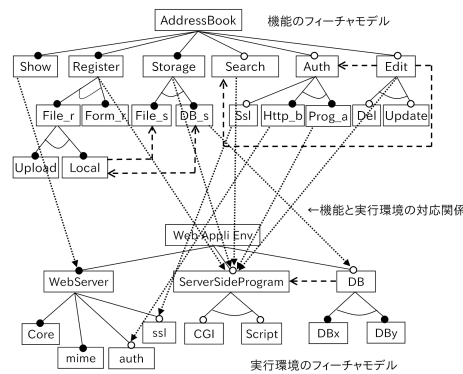 AddressBook
機能のフィーチャモデル
Show
Register
Storage
Search
Auth
Edit
File_r
Form_r
File_s
DB_s
Ssl
Http_b
Prog_a
Del
Update
Upload
Local
←機能と実行環境の対応関係
Web Appli Env.
WebServer
ServerSideProgram
DB
Core
mime
auth
ssl
CGI
Script
DBx
DBy
実行環境のフィーチャモデル